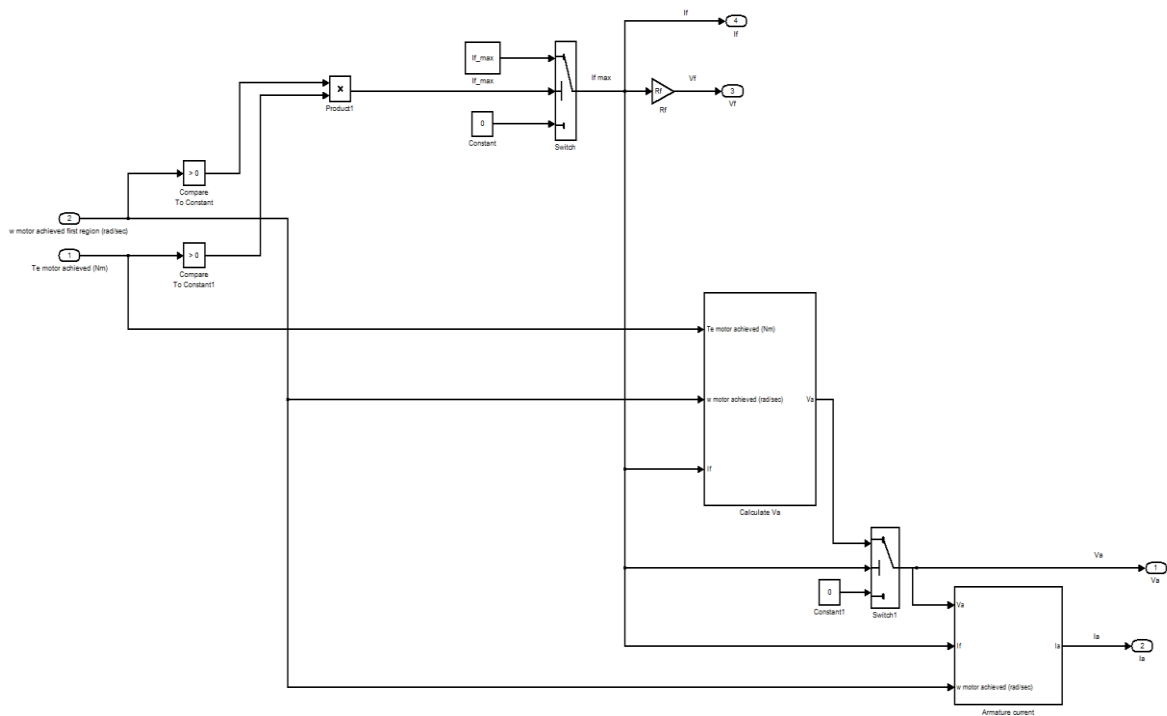 If
4
If
If_max
If_max
If max
Vf
Rf
Rf
3
Vf
×
Product1
0
Constant
Switch
> 0
Compare
To Constant
2
w motor achieved first region (rad/sec)
1
Te motor achieved (Nm)
> 0
Compare
To Constant1
Te motor achieved (Nm)
w motor achieved (rad/sec)
Va
If
Calculate Va
0
Constant1
Switch1
Va
1
Va
Va
If
Ia
w motor achieved (rad/sec)
Armature current
Ia
2
Ia